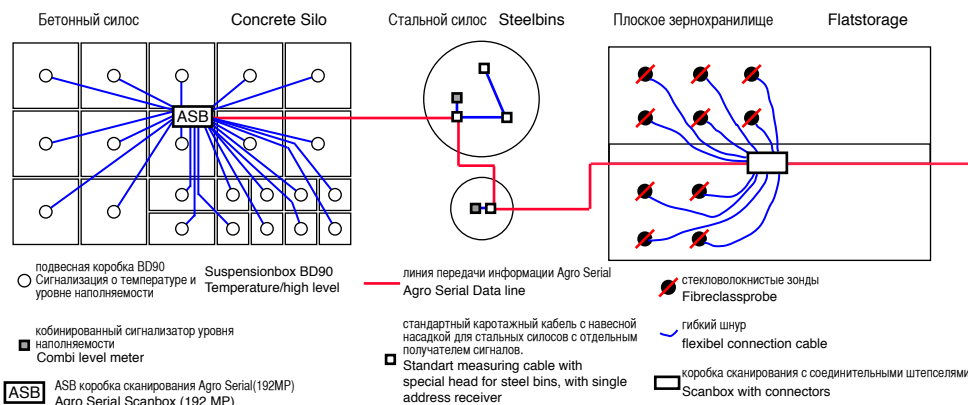 Бетонный силос Concrete Silo
Стальной силос Steelbins
Плоское зернохранилище Flatstorage
ASB
подвесная коробка BD90
Сигнализация о температуре и
уровне наполняемости
Suspensionbox BD90
Temperature/high level
кобинированный сигнализатор уровня
наполняемости
Combi level meter
ASB
ASB коробка сканирования Agro Serial(192MP)
Agro Serial Scanbox (192 MP)
линия передачи информации Agro Serial
Agro Serial Data line
стандартный каротажный кабель с навесной
насадкой для стальных силосов с отдельным
получателем сигналов.
Standart measuring cable with
special head for steel bins, with single
address receiver
стекловолокнистые зонды
Fibreclassprobe
гибкий шнур
flexibel connection cable
коробка сканирования с соединительными штепселями
Scanbox with connectors